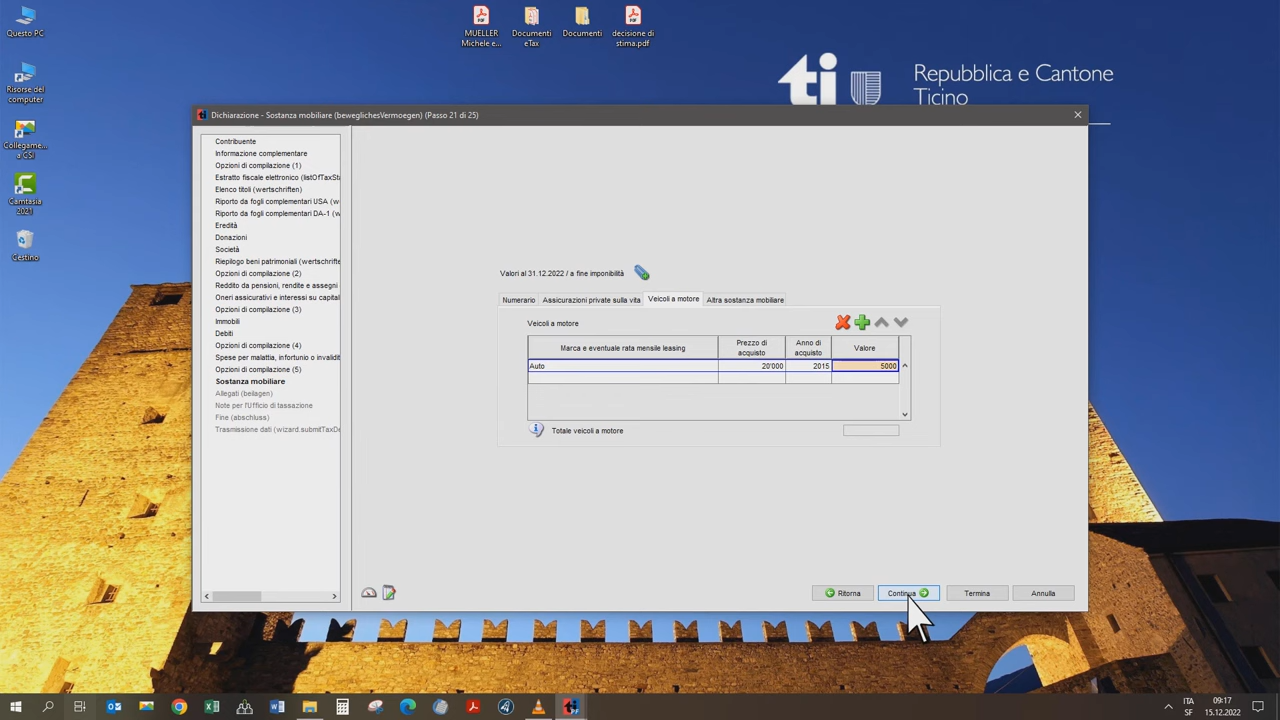 Questo PC
Risorse del
computer
Collegame...
a CSI
Camtasia
2021
Cestino
MUELLER
Michele e...
Documenti
eTax
Documenti
decisione di
stima.pdf
ti
Repubblica e Cantone
Ticino
Dichiarazione - Sostanza mobiliare (beweglichesVermoegen) (Passo 21 di 25)
Contribuente
Informazione complementare
Opzioni di compilazione (1)
Estratto fiscale elettronico (listOfTaxSta
Elenco titoli (wertschriften)
Riporto da fogli complementari USA (w
Riporto da fogli complementari DA-1 (w
Eredità
Donazioni
Società
Riepilogo beni patrimoniali (wertschrifte
Opzioni di compilazione (2)
Reddito da pensioni, rendite e assegni
Oneri assicurativi e interessi su capital
Opzioni di compilazione (3)
Immobili
Debiti
Opzioni di compilazione (4)
Spese per malattia, infortunio o invalidit
Opzioni di compilazione (5)
Sostanza mobiliare
Allegati (beilagen)
Note per l'Ufficio di tassazione
Fine (abschluss)
Trasmissione dati (wizard.submitTaxDe
Valori al 31.12.2022 / a fine imponibilità
Numerario Assicurazioni private sulla vita Veicoli a motore Altra sostanza mobiliare
Veicoli a motore
Marca e eventuale rata mensile leasing Prezzo di acquisto Anno di acquisto Valore
Auto 20'000 2015 5000
Totale veicoli a motore
Ritorna Continua Termina Annulla
ITA 09:17
SF 15.12.2022